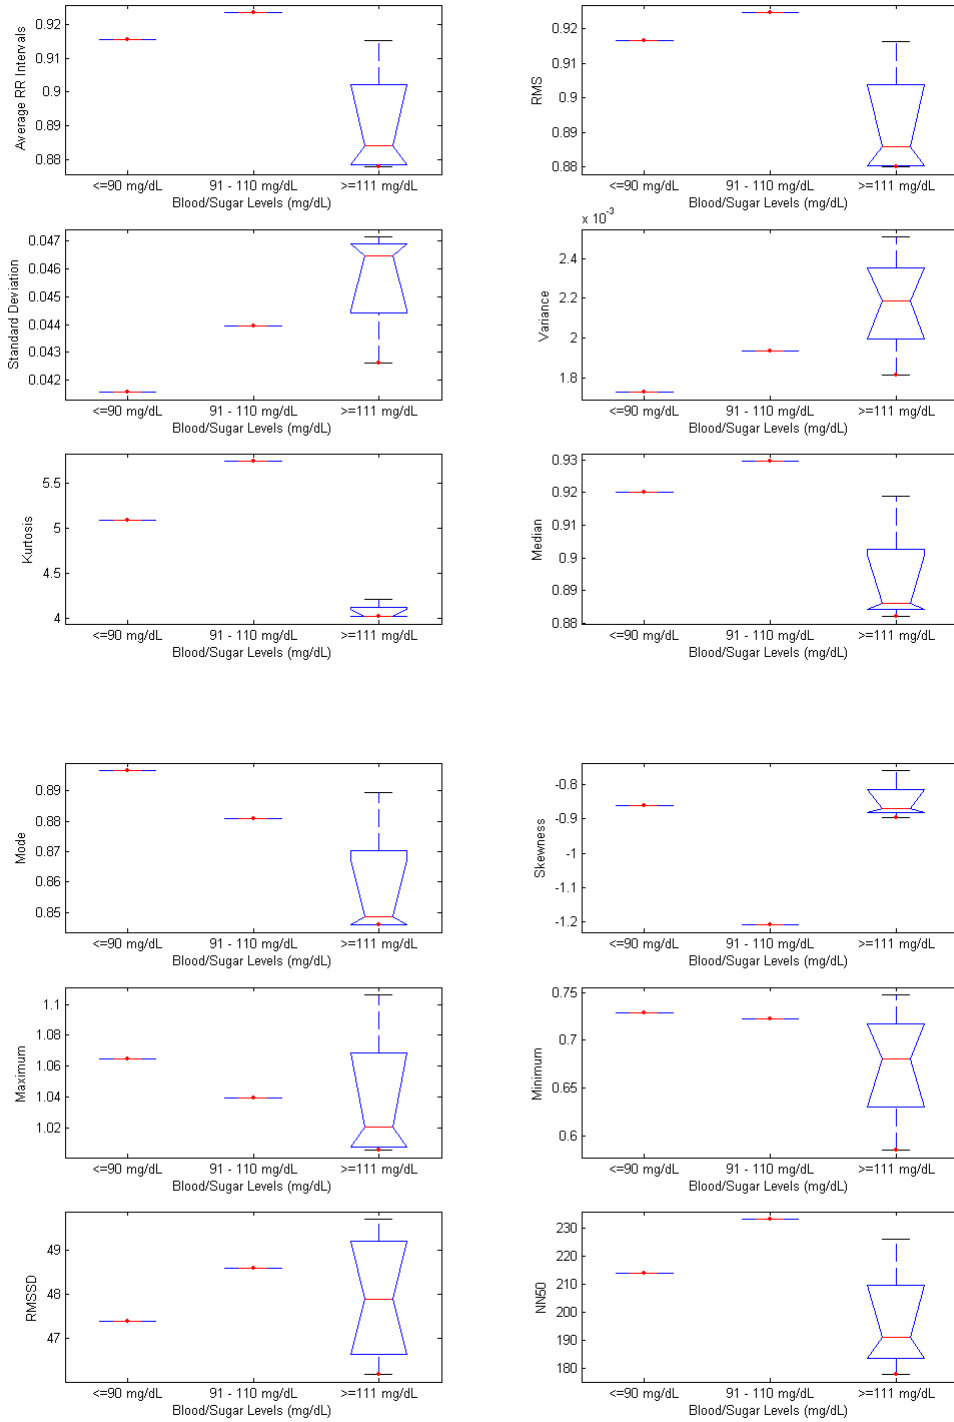 0.92
0.91
0.9
0.89
0.88
Average RR Intervals
<=90 mg/dL 91 - 110 mg/dL >=111 mg/dL
Blood/Sugar Levels (mg/dL)
0.92
0.91
0.9
0.89
0.88
RMS
<=90 mg/dL 91 - 110 mg/dL >=111 mg/dL
Blood/Sugar Levels (mg/dL)
0.047
0.046
0.045
0.044
0.043
0.042
Standard Deviation
<=90 mg/dL 91 - 110 mg/dL >=111 mg/dL
Blood/Sugar Levels (mg/dL)
x 10⁻³
2.4
2.2
2
1.8
Variance
<=90 mg/dL 91 - 110 mg/dL >=111 mg/dL
Blood/Sugar Levels (mg/dL)
5.5
5
4.5
4
Kurtosis
<=90 mg/dL 91 - 110 mg/dL >=111 mg/dL
Blood/Sugar Levels (mg/dL)
0.93
0.92
0.91
0.9
0.89
0.88
Median
<=90 mg/dL 91 - 110 mg/dL >=111 mg/dL
Blood/Sugar Levels (mg/dL)
0.89
0.88
0.87
0.86
0.85
Mode
<=90 mg/dL 91 - 110 mg/dL >=111 mg/dL
Blood/Sugar Levels (mg/dL)
-0.8
-0.9
-1
-1.1
-1.2
Skewness
<=90 mg/dL 91 - 110 mg/dL >=111 mg/dL
Blood/Sugar Levels (mg/dL)
1.1
1.08
1.06
1.04
1.02
Maximum
<=90 mg/dL 91 - 110 mg/dL >=111 mg/dL
Blood/Sugar Levels (mg/dL)
0.75
0.7
0.65
0.6
Minimum
<=90 mg/dL 91 - 110 mg/dL >=111 mg/dL
Blood/Sugar Levels (mg/dL)
49
48
47
RMSSD
<=90 mg/dL 91 - 110 mg/dL >=111 mg/dL
Blood/Sugar Levels (mg/dL)
230
220
210
200
190
180
NN50
<=90 mg/dL 91 - 110 mg/dL >=111 mg/dL
Blood/Sugar Levels (mg/dL)